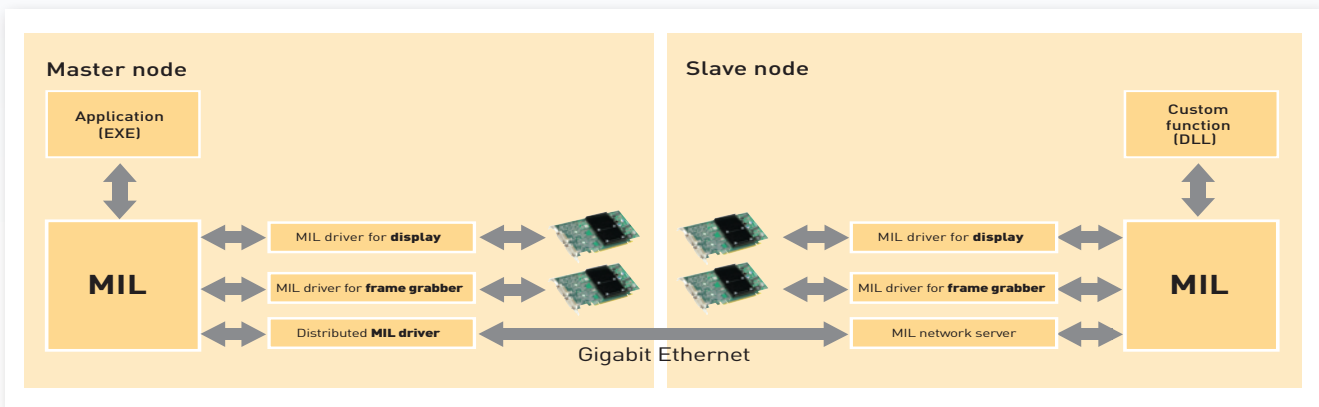 Master node
Application
(EXE)
MIL
MIL driver for display
MIL driver for frame grabber
Distributed MIL driver
Gigabit Ethernet
Slave node
Custom
function
(DLL)
MIL driver for display
MIL driver for frame grabber
MIL network server
MIL